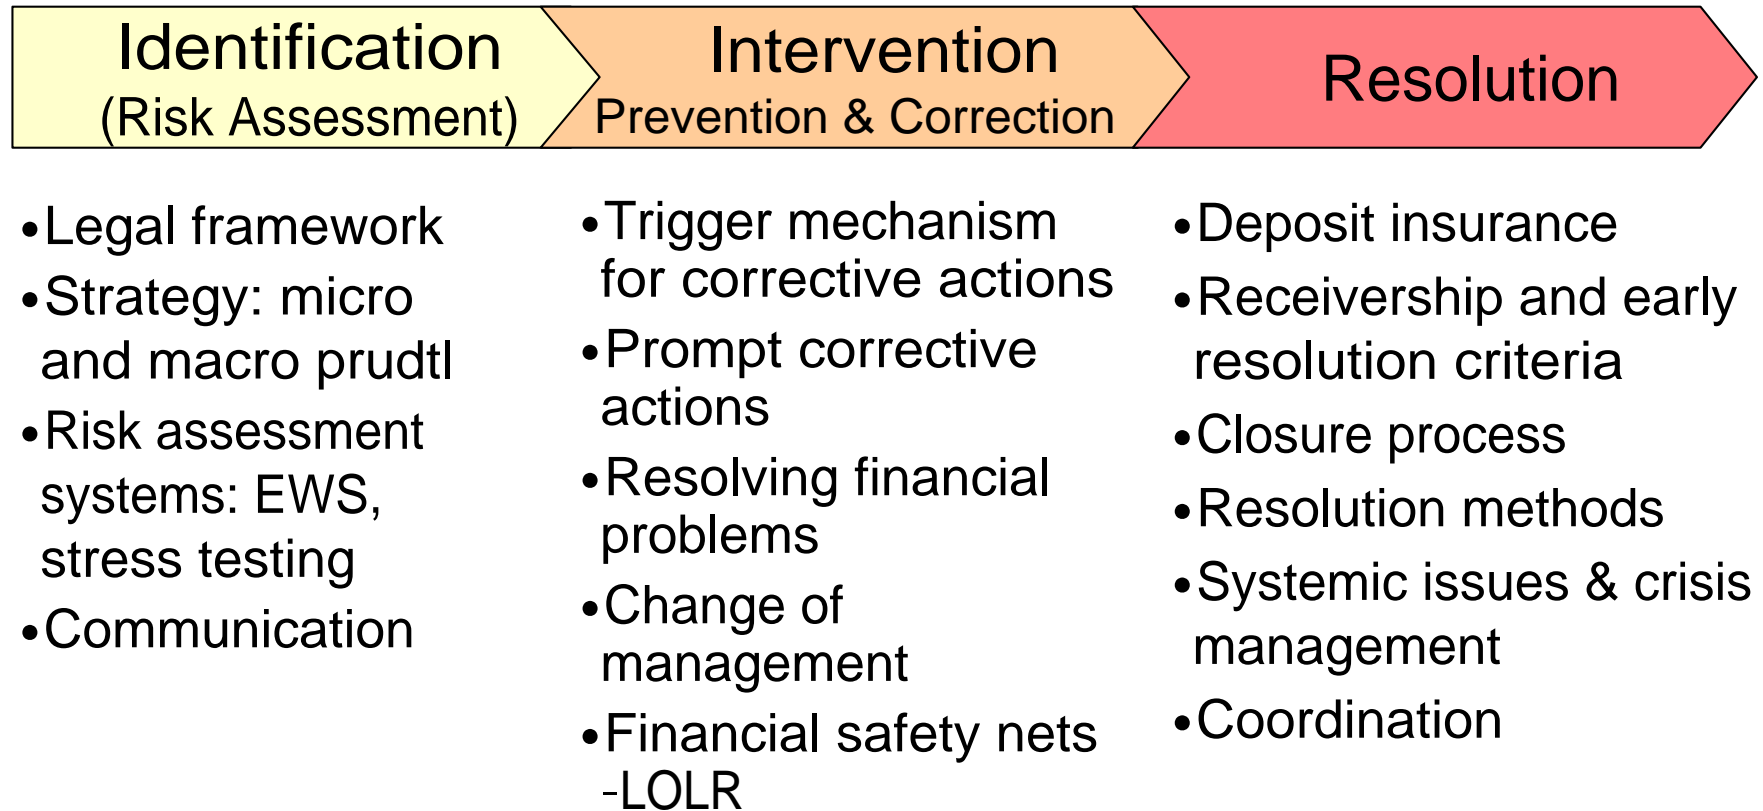 Identification
(Risk Assessment)
Intervention
Prevention & Correction
Resolution
•Legal framework
•Strategy: micro
and macro prudtl
•Risk assessment
systems: EWS,
stress testing
•Communication
•Trigger mechanism
for corrective actions
•Prompt corrective
actions
•Resolving financial
problems
•Change of
management
•Financial safety nets
-LOLR
•Deposit insurance
•Receivership and early
resolution criteria
•Closure process
•Resolution methods
•Systemic issues & crisis
management
•Coordination